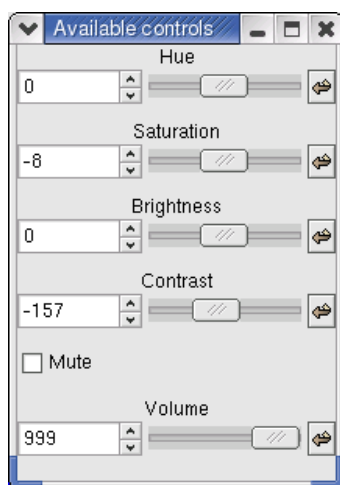 Available controls
Hue
0
Saturation
-8
Brightness
0
Contrast
-157
Mute
Volume
999